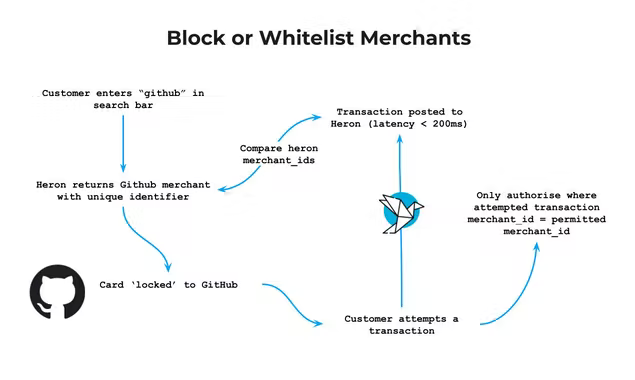 Block or Whitelist Merchants
Customer enters “github” in
search bar
Transaction posted to
Heron (latency < 200ms)
Compare heron
merchant_ids
Heron returns Github merchant
with unique identifier
Only authorise where
attempted transaction
merchant_id = permitted
merchant_id
Card ‘locked’ to GitHub
Customer attempts a
transaction